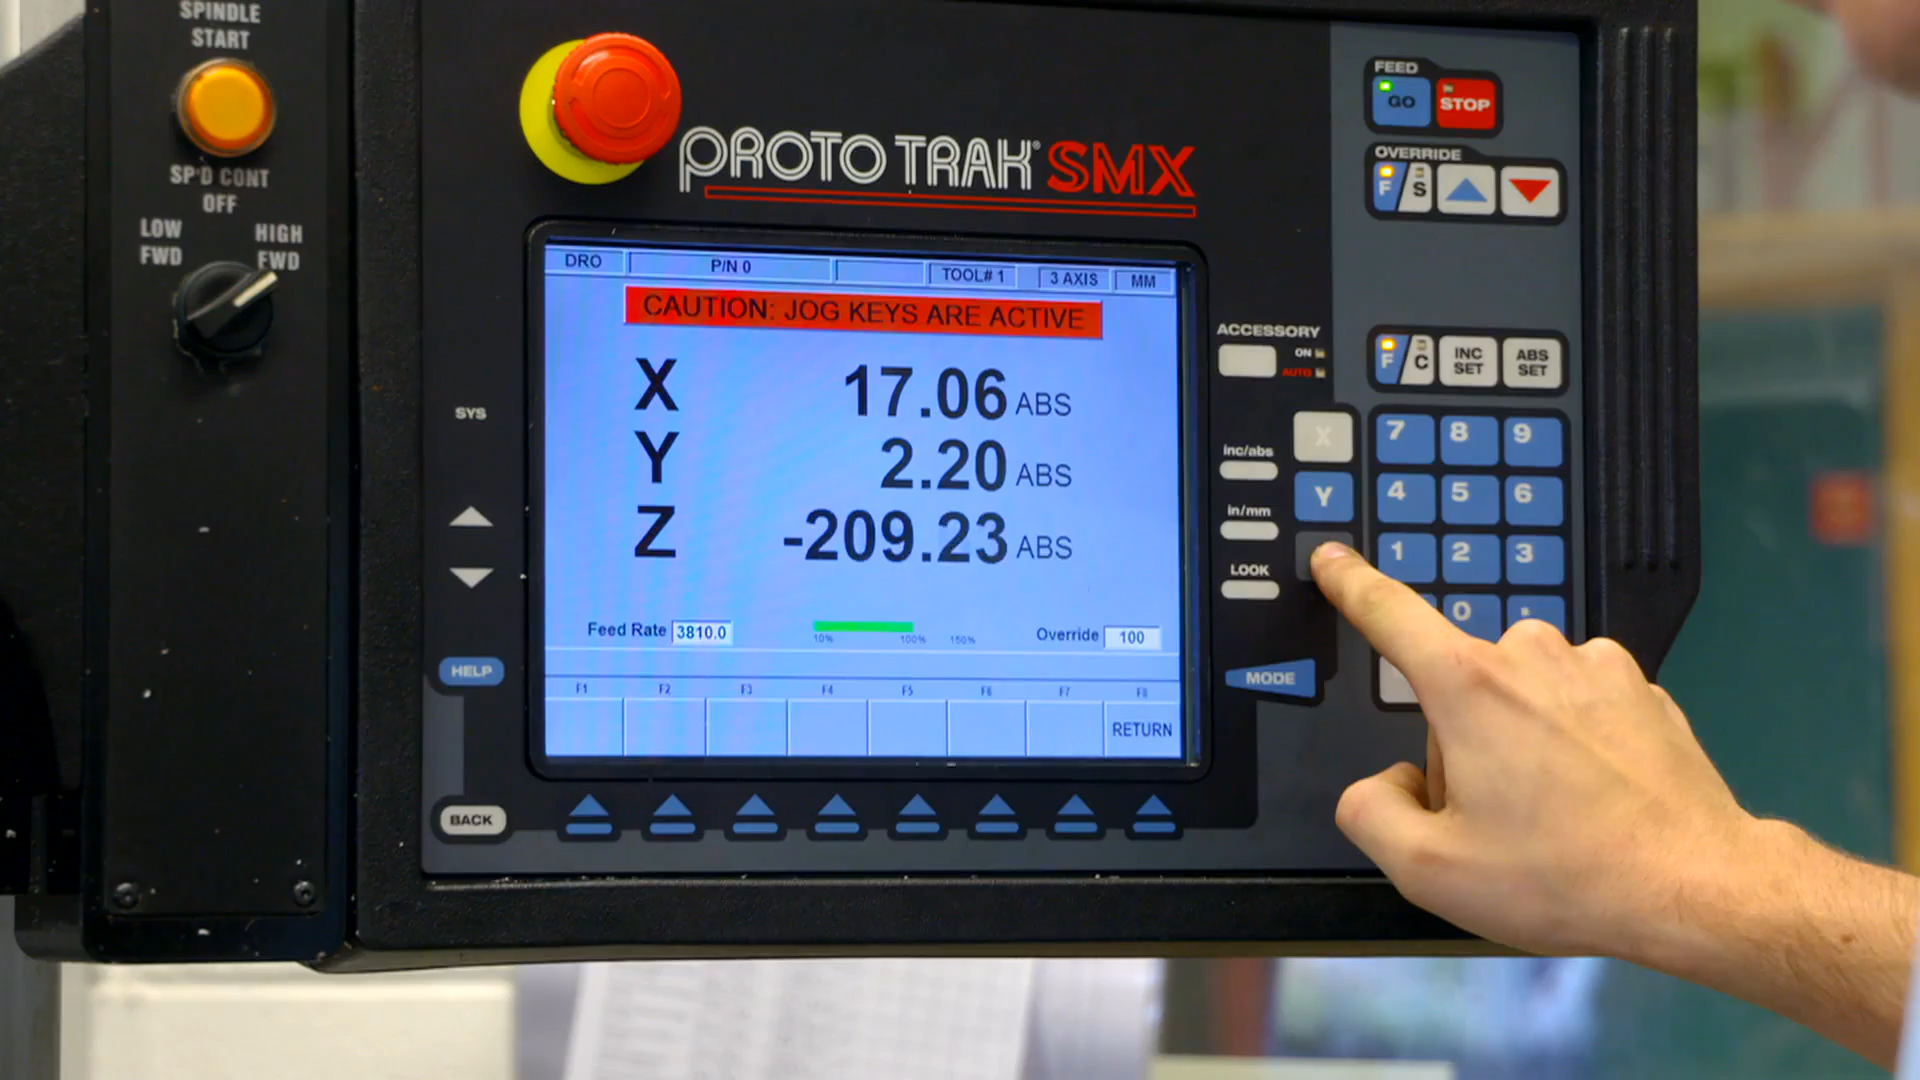 SPINDLE
START
SP'D CONT
OFF
LOW
FWD
HIGH
FWD
PROTO TRAK® SMX
FEED
GO
STOP
OVERRIDE
F S
DRO
P/N 0
TOOL# 1
3 AXIS
MM
CAUTION: JOG KEYS ARE ACTIVE
X 17.06 ABS
Y 2.20 ABS
Z -209.23 ABS
Feed Rate 3810.0
10% 100% 150%
Override 100
F1 F2 F3 F4 F5 F6 F7 F8
RETURN
SYS
HELP
BACK
ACCESSORY
ON
AUTO
inc/abs
in/mm
LOOK
MODE
F C
INC
SET
ABS
SET
X
Y
7 8 9
4 5 6
1 2 3
0 .